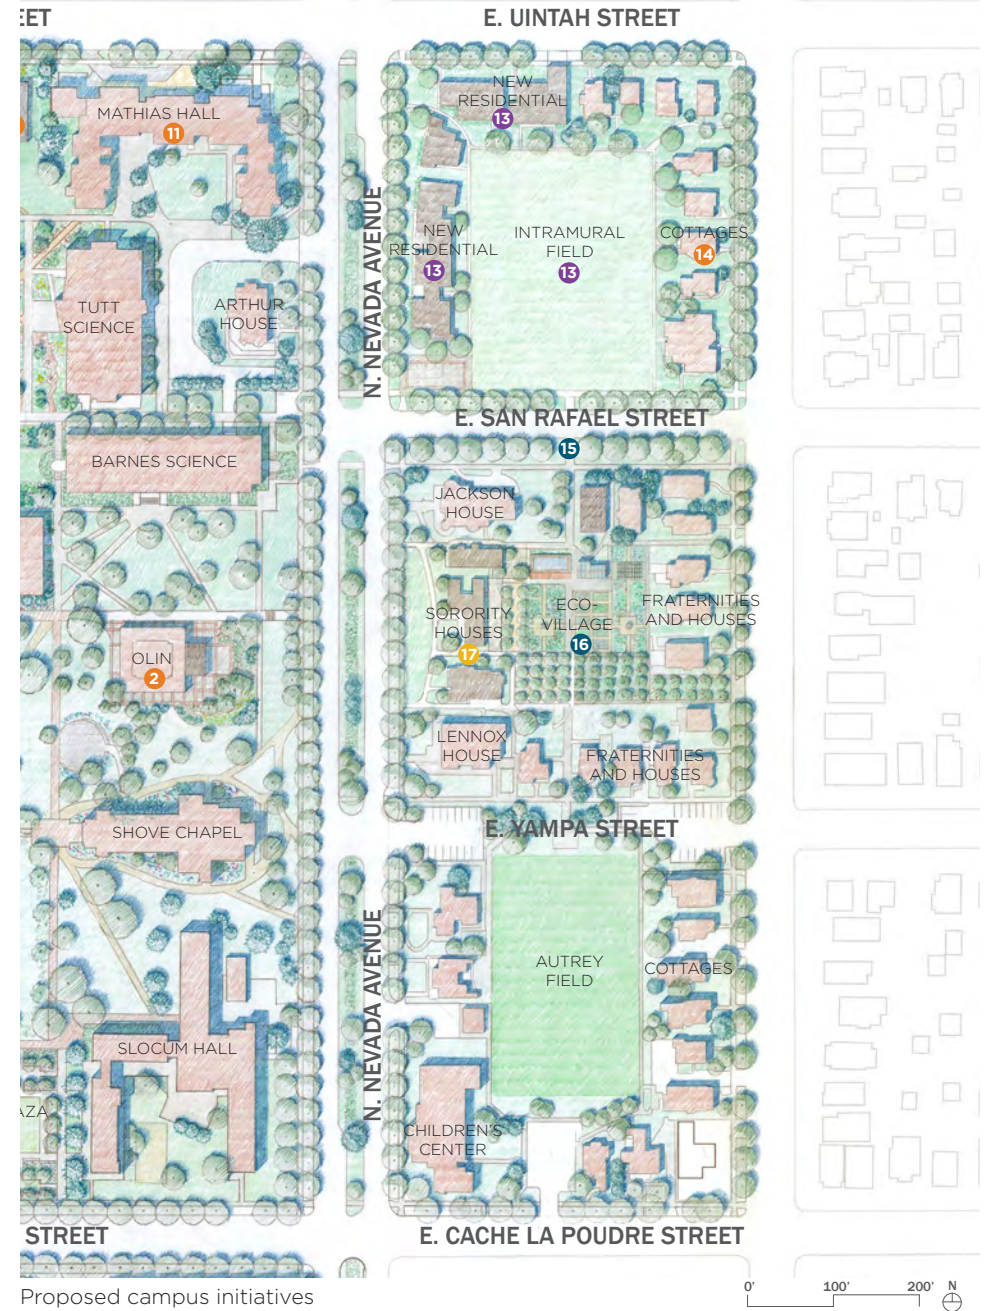 EET
E. UINTAH STREET
MATHIAS HALL
11
NEW
RESIDENTIAL
13
N. NEVADA AVENUE
NEW
RESIDENTIAL
13
INTRAMURAL
FIELD
13
COTTAGES
14
TUTT
SCIENCE
ARTHUR
HOUSE
E. SAN RAFAEL STREET
15
BARNES SCIENCE
JACKSON
HOUSE
SORORITY
HOUSES
17
ECO-
VILLAGE
16
FRATERNITIES
AND HOUSES
OLIN
2
LENNOX
HOUSE
FRATERNITIES
AND HOUSES
SHOVE CHAPEL
E. YAMPA STREET
N. NEVADA AVENUE
AUTREY
FIELD
COTTAGES
SLOCUM HALL
AZA
CHILDREN'S
CENTER
STREET
E. CACHE LA POUDRE STREET
Proposed campus initiatives
0' 100' 200' N